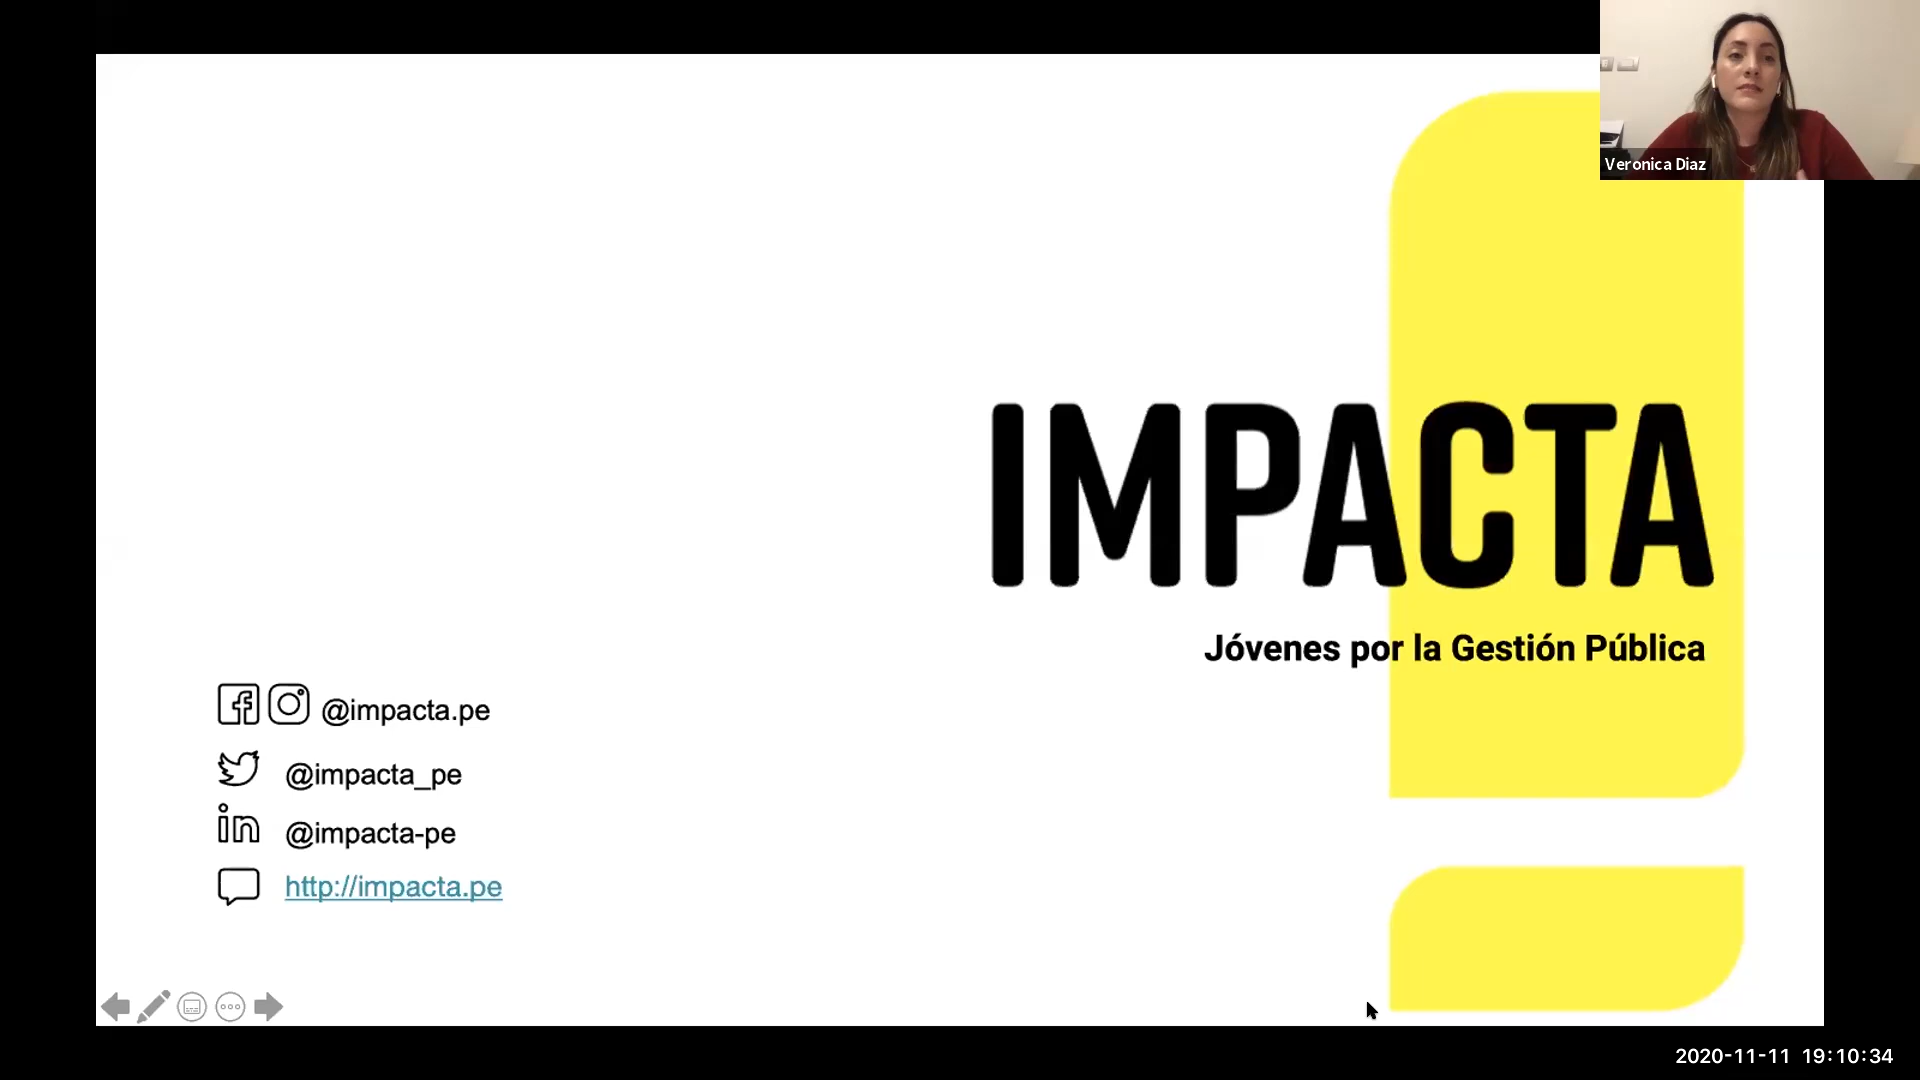 Veronica Diaz
IMPACTA
Jóvenes por la Gestión Pública
@impacta.pe
@impacta_pe
in @impacta-pe
http://impacta.pe
2020-11-11 19:10:34